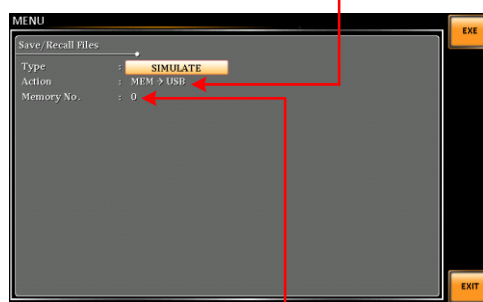 MENU
EXE
Save/Recall Files
Type : SIMULATE
Action : MEM → USB
Memory No. : 0
EXIT